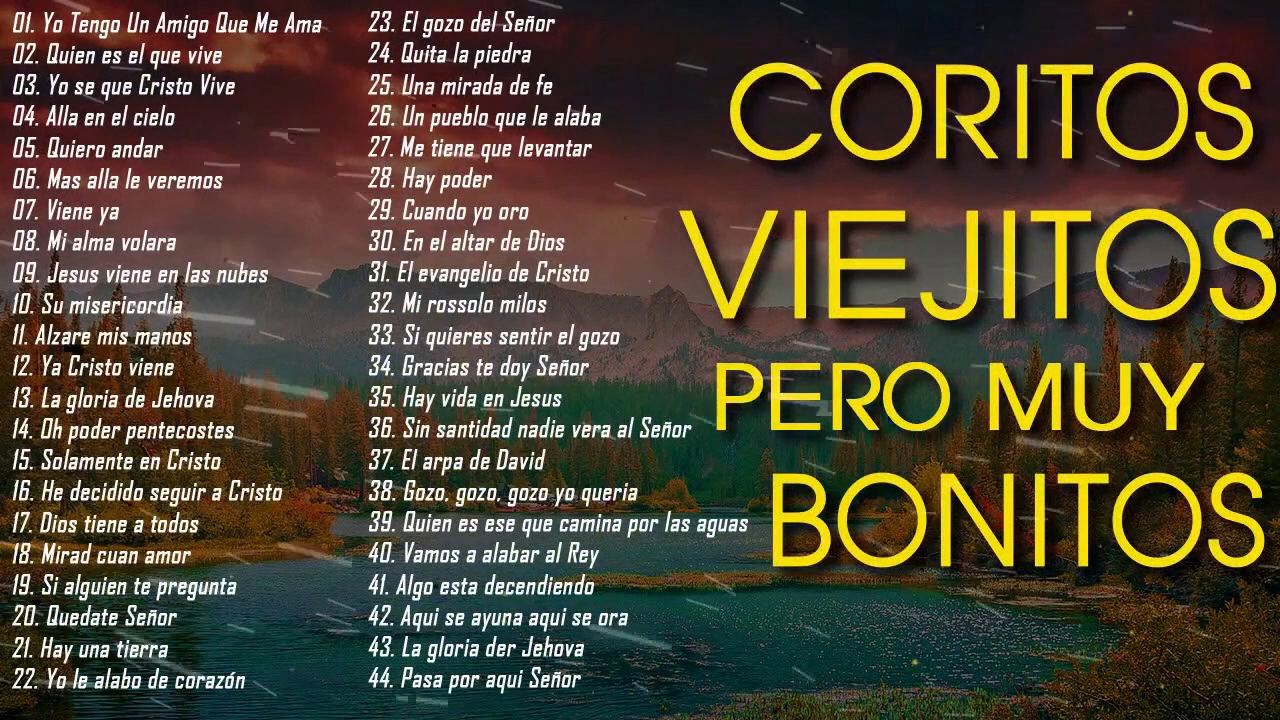 01. Yo Tengo Un Amigo Que Me Ama
02. Quien es el que vive
03. Yo se que Cristo Vive
04. Alla en el cielo
05. Quiero andar
06. Mas alla le veremos
07. Viene ya
08. Mi alma volara
09. Jesus viene en las nubes
10. Su misericordia
11. Alzare mis manos
12. Ya Cristo viene
13. La gloria de Jehova
14. Oh poder pentecostes
15. Solamente en Cristo
16. He decidido seguir a Cristo
17. Dios tiene a todos
18. Mirad cuan amor
19. Si alguien te pregunta
20. Quedate Señor
21. Hay una tierra
22. Yo le alabo de corazón
23. El gozo del Señor
24. Quita la piedra
25. Una mirada de fe
26. Un pueblo que le alaba
27. Me tiene que levantar
28. Hay poder
29. Cuando yo oro
30. En el altar de Dios
31. El evangelio de Cristo
32. Mi rossolo milos
33. Si quieres sentir el gozo
34. Gracias te doy Señor
35. Hay vida en Jesus
36. Sin santidad nadie vera al Señor
37. El arpa de David
38. Gozo, gozo, gozo yo queria
39. Quien es ese que camina por las aguas
40. Vamos a alabar al Rey
41. Algo esta decendiendo
42. Aqui se ayuna aqui se ora
43. La gloria der Jehova
44. Pasa por aqui Señor
CORITOS
VIEJITOS
PERO MUY
BONITOS